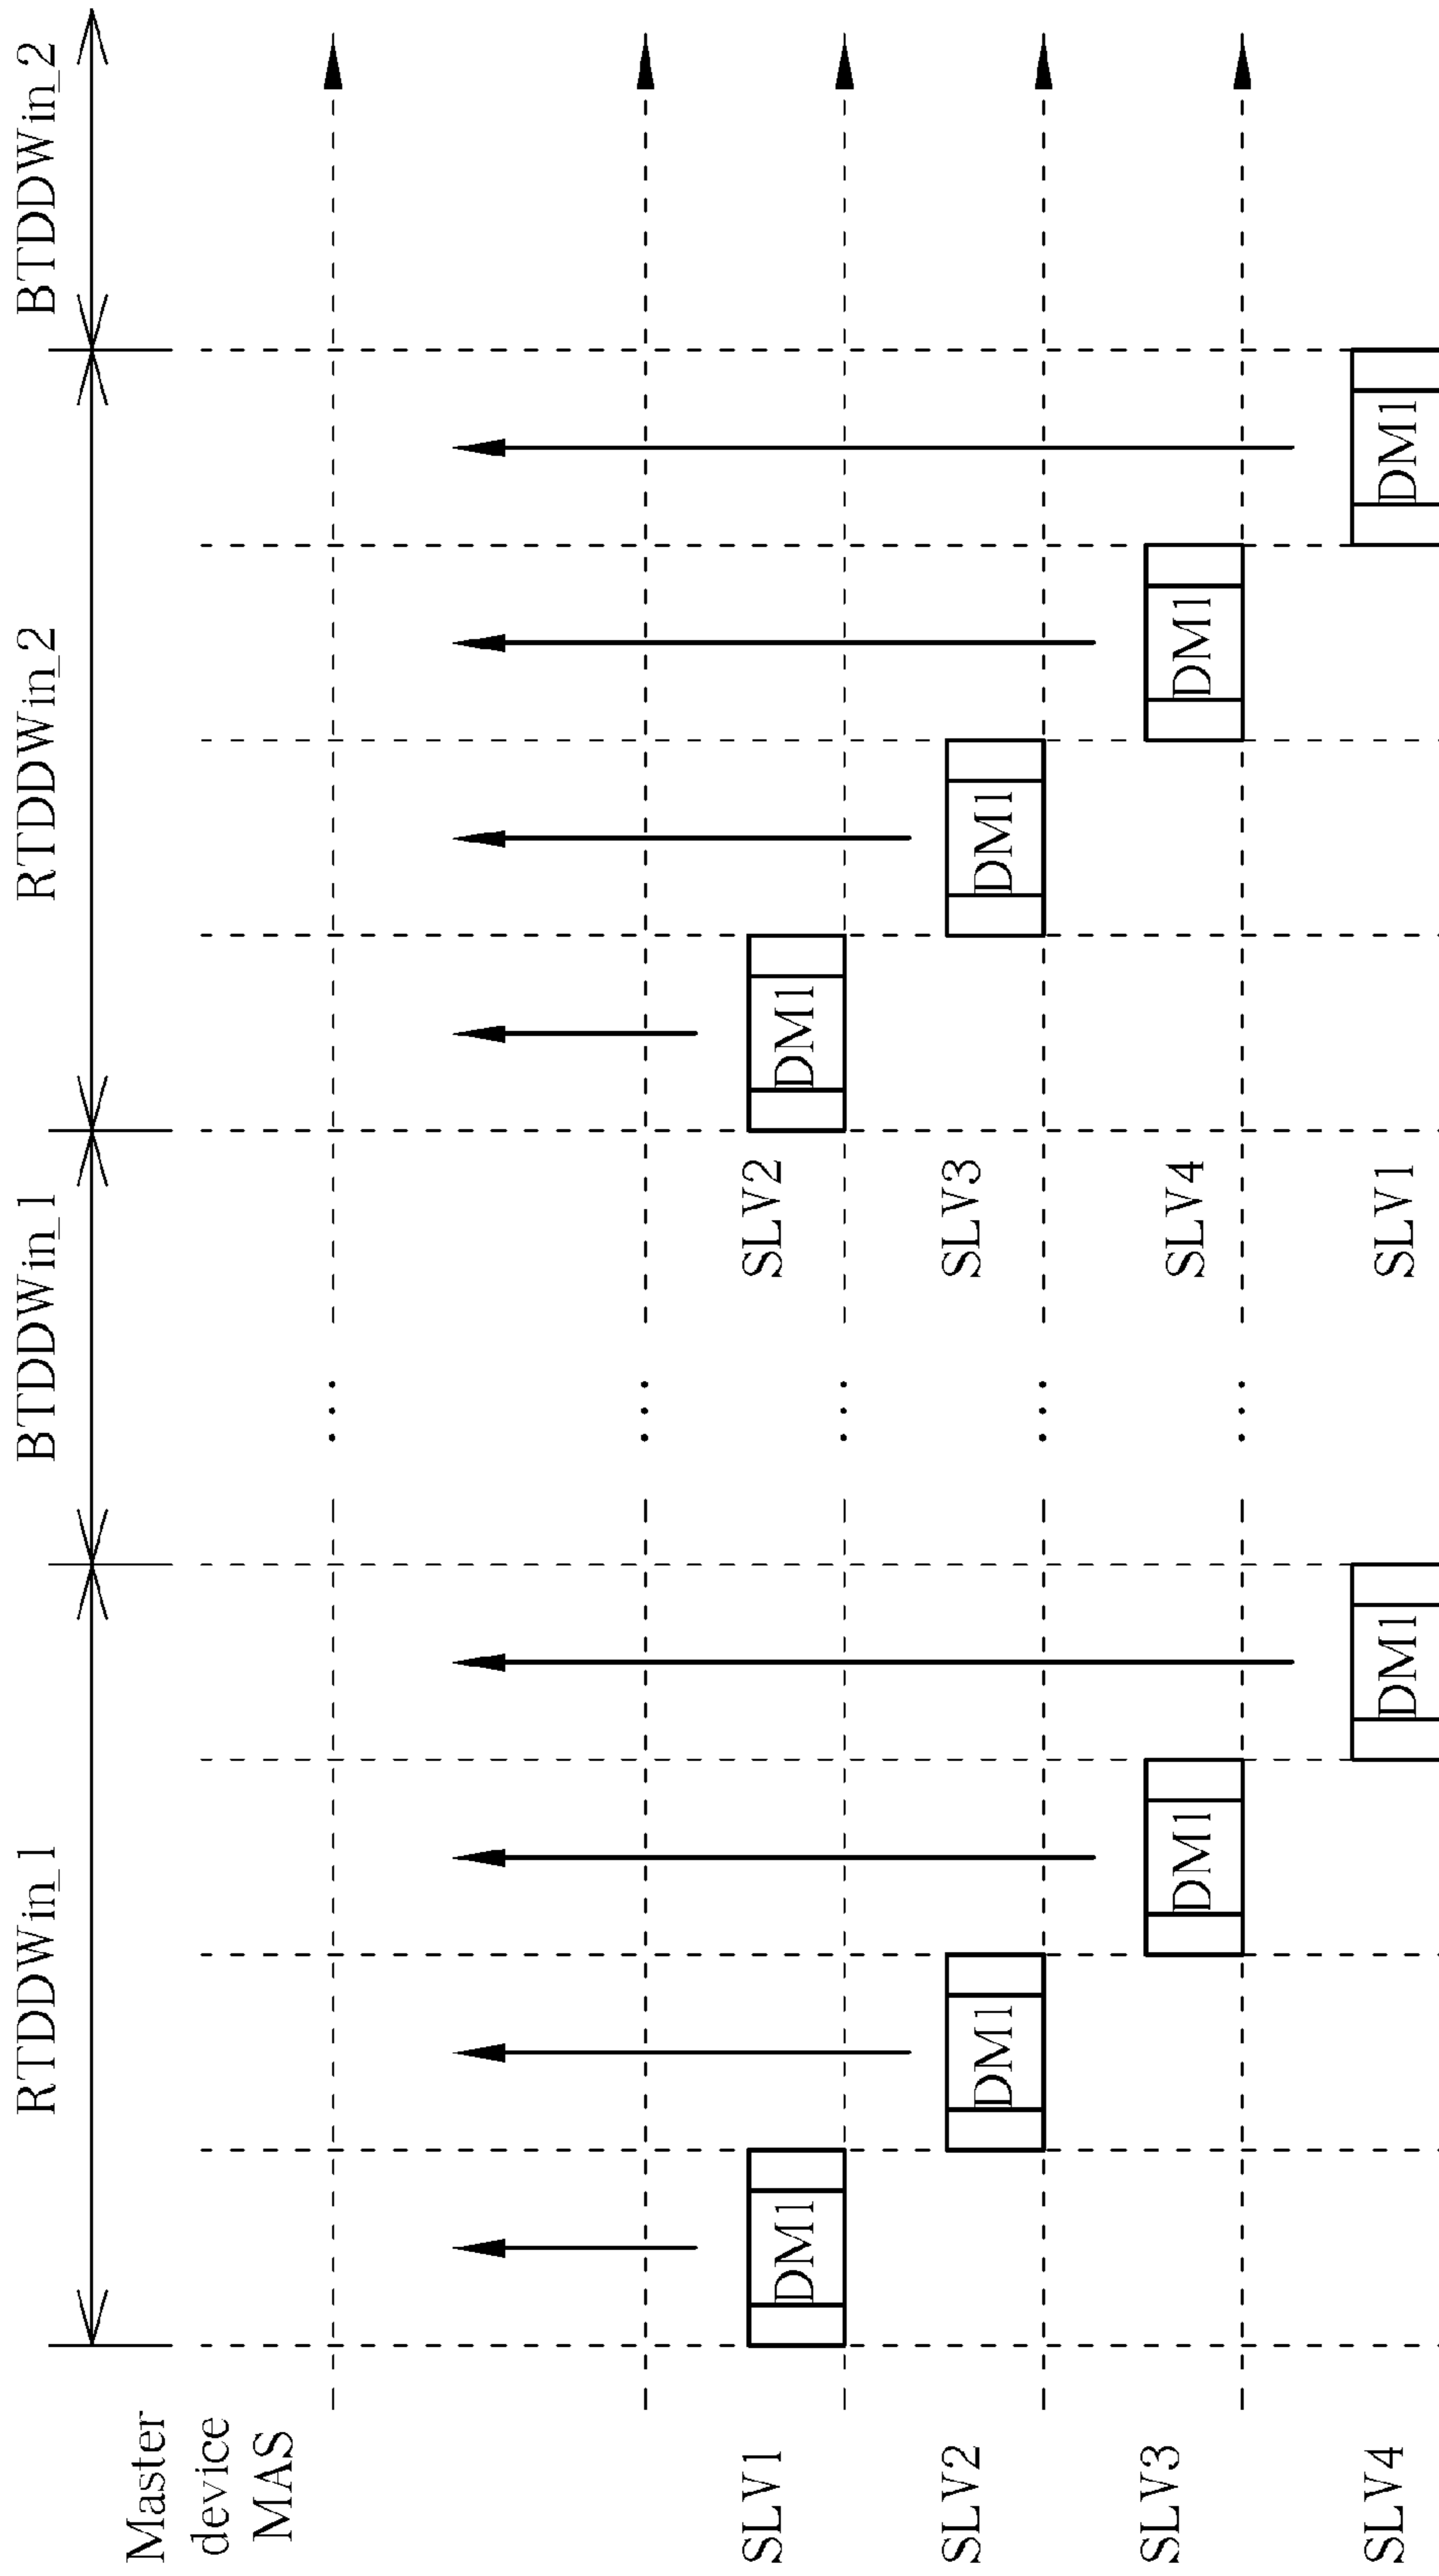 RTDDWin_1
BTDDWin_1
RTDDWin_2
BTDDWin_2
Master
device
MAS
SLV1
DM1
SLV2
DM1
SLV2
DM1
SLV3
DM1
SLV3
DM1
SLV4
DM1
SLV4
DM1
SLV1
DM1